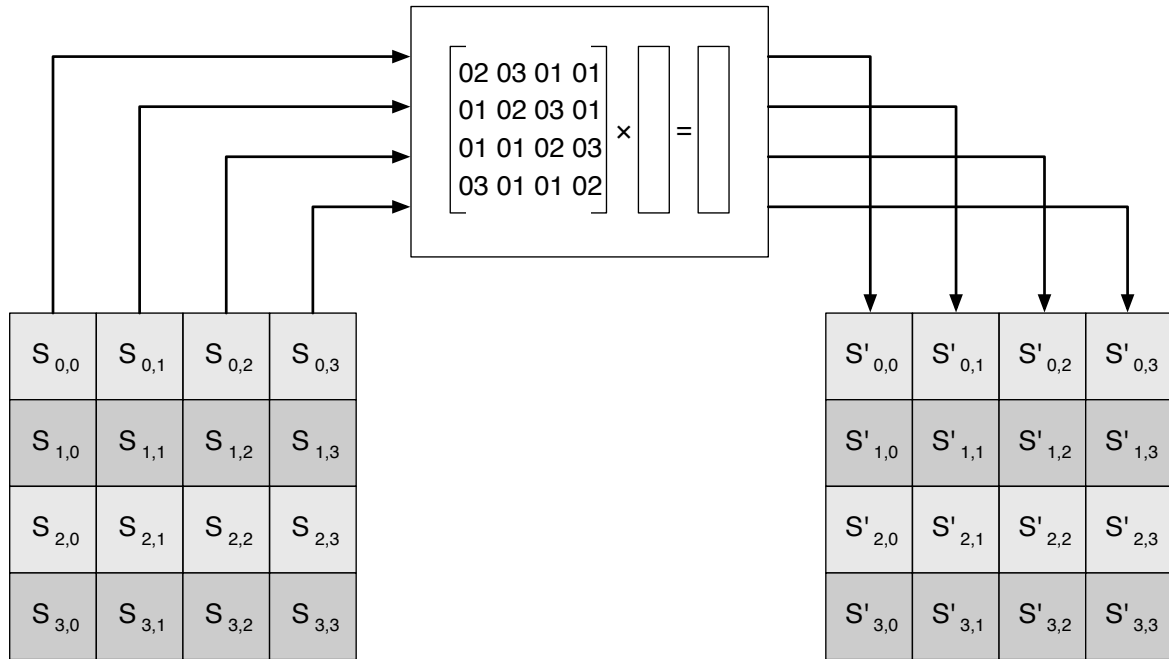 02 03 01 01
01 02 03 01
01 01 02 03
03 01 01 02
× =
S 0,0 S 0,1 S 0,2 S 0,3
S 1,0 S 1,1 S 1,2 S 1,3
S 2,0 S 2,1 S 2,2 S 2,3
S 3,0 S 3,1 S 3,2 S 3,3
S' 0,0 S' 0,1 S' 0,2 S' 0,3
S' 1,0 S' 1,1 S' 1,2 S' 1,3
S' 2,0 S' 2,1 S' 2,2 S' 2,3
S' 3,0 S' 3,1 S' 3,2 S' 3,3